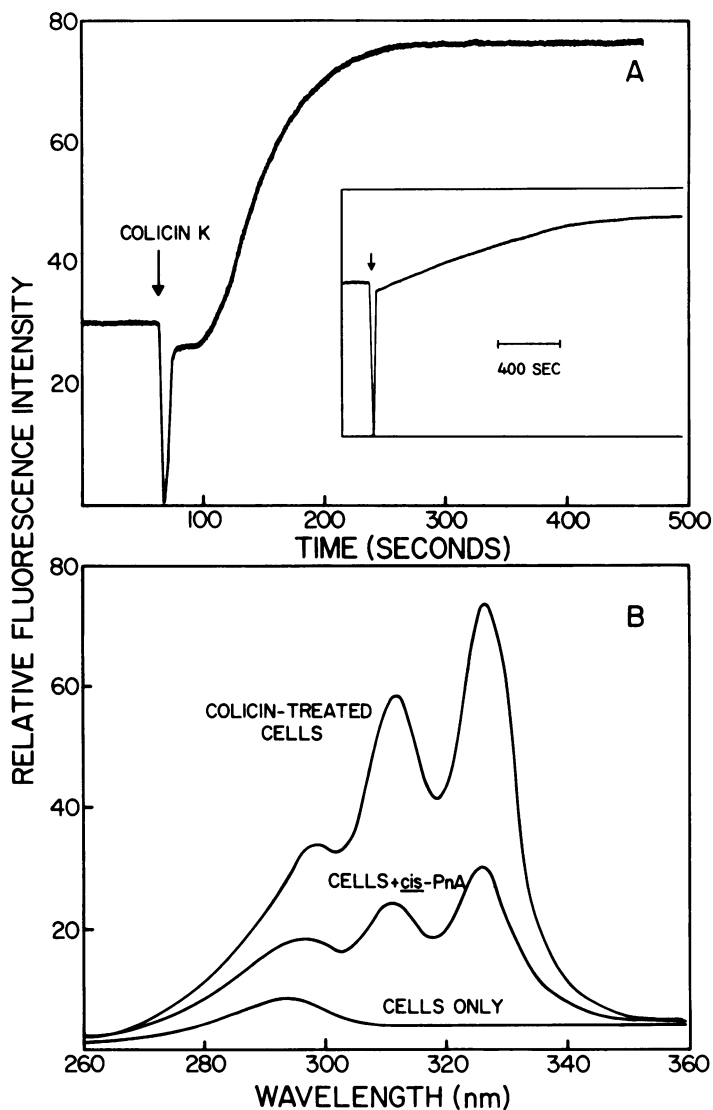 RELATIVE FLUORESCENCE INTENSITY
80
60
40
20
A
COLICIN K
400 SEC
100
200
300
400
500
TIME (SECONDS)
80
60
40
20
B
COLICIN-TREATED
CELLS
CELLS+cis-PnA
CELLS ONLY
260
280
300
320
340
360
WAVELENGTH (nm)